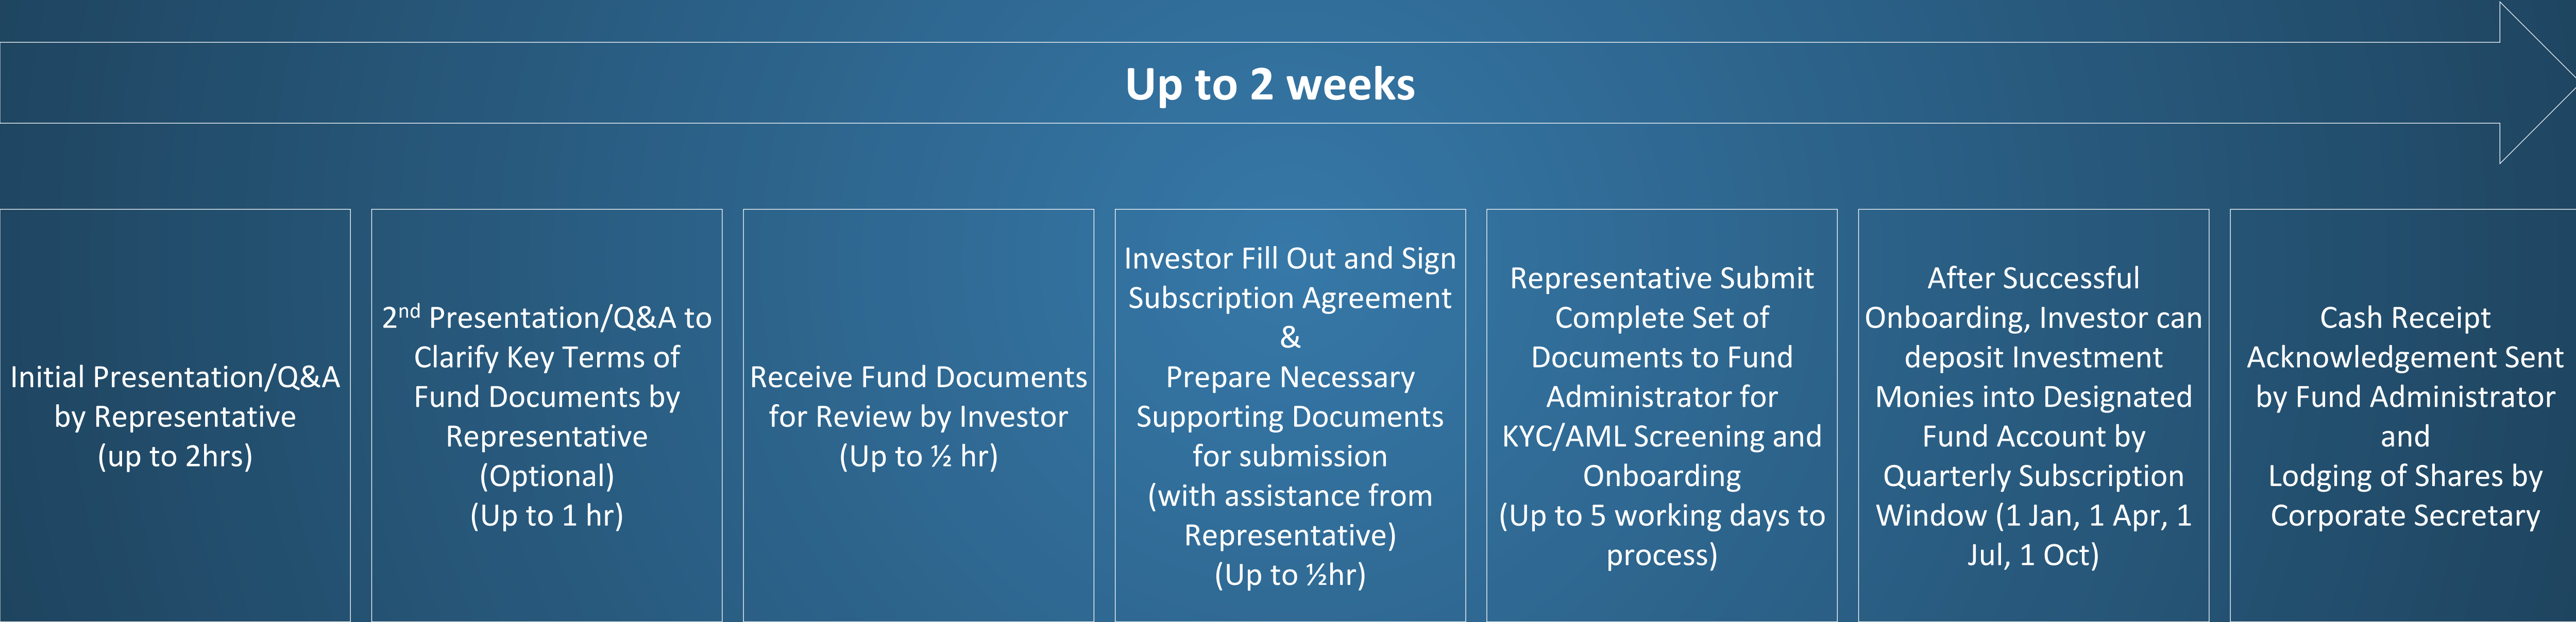 Up to 2 weeks
Initial Presentation/Q&A
by Representative
(up to 2hrs)
2nd Presentation/Q&A to
Clarify Key Terms of
Fund Documents by
Representative
(Optional)
(Up to 1 hr)
Receive Fund Documents
for Review by Investor
(Up to ½ hr)
Investor Fill Out and Sign
Subscription Agreement
&
Prepare Necessary
Supporting Documents
for submission
(with assistance from
Representative)
(Up to ½hr)
Representative Submit
Complete Set of
Documents to Fund
Administrator for
KYC/AML Screening and
Onboarding
(Up to 5 working days to
process)
After Successful
Onboarding, Investor can
deposit Investment
Monies into Designated
Fund Account by
Quarterly Subscription
Window (1 Jan, 1 Apr, 1
Jul, 1 Oct)
Cash Receipt
Acknowledgement Sent
by Fund Administrator
and
Lodging of Shares by
Corporate Secretary